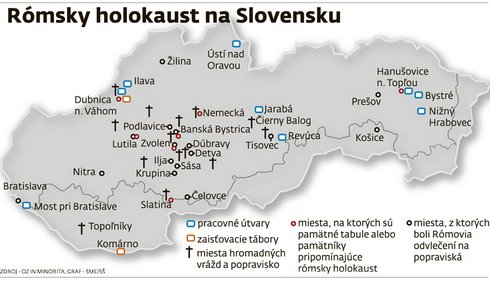 Rómsky holokaust na Slovensku
Žilina
Ústí nad
Oravou
Ilava
Dubnica
n. Váhom
Hanušovice
n. Topľou
Bystré
Prešov
Nižný
Hrabovec
Nemecká
Jarabá
Čierny Balog
Podlavice
Banská Bystrica
Lutila
Zvolen
Tisovec
Revúca
Košice
Dúbravy
Detva
Ilja
Sása
Krupina
Nitra
Bratislava
Most pri Bratislave
Slatina
Čelovce
Topoľníky
Komárno
pracovné útvary
zaisťovacie tábory
miesta hromadných
vrážd a popravisko
miesta, na ktorých sú
pamätné tabule alebo
pamätníky
pripomínajúce
rómsky holokaust
miesta, z ktorých
boli Rómovia
odvlečení na
popraviská
ZDROJ - OZ IN MINORITA, GRAF - SME/SŠ